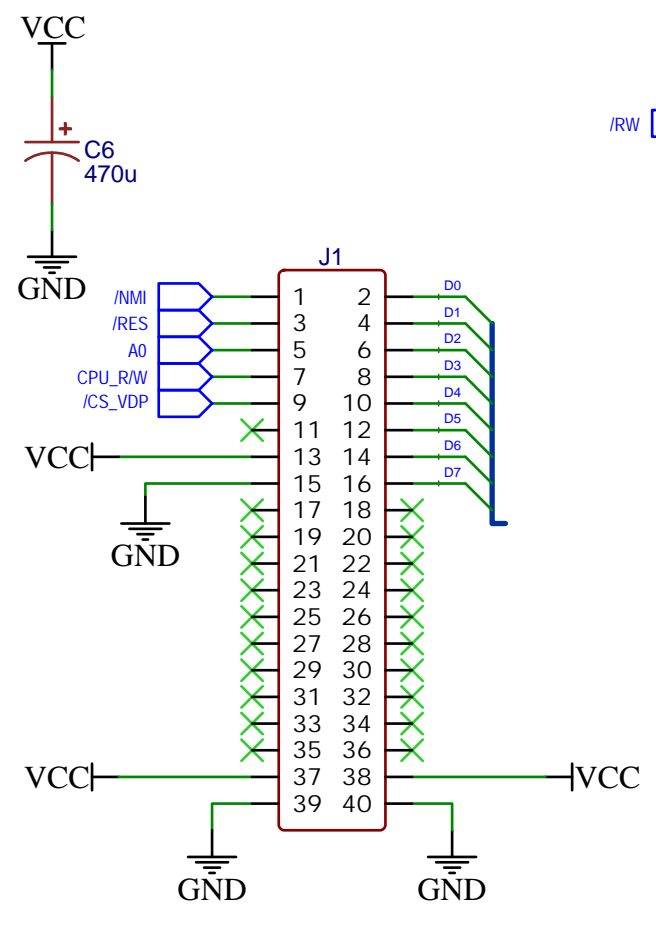 VCC
/RW
C6
470u
GND
J1
/NMI 1 2 D0
/RES 3 4 D1
A0 5 6 D2
CPU_R/W 7 8 D3
/CS_VDP 9 10 D4
11 12 D5
VCC 13 14 D6
15 16 D7
17 18
GND 19 20
21 22
23 24
25 26
27 28
29 30
31 32
33 34
35 36
VCC 37 38 VCC
39 40
GND GND